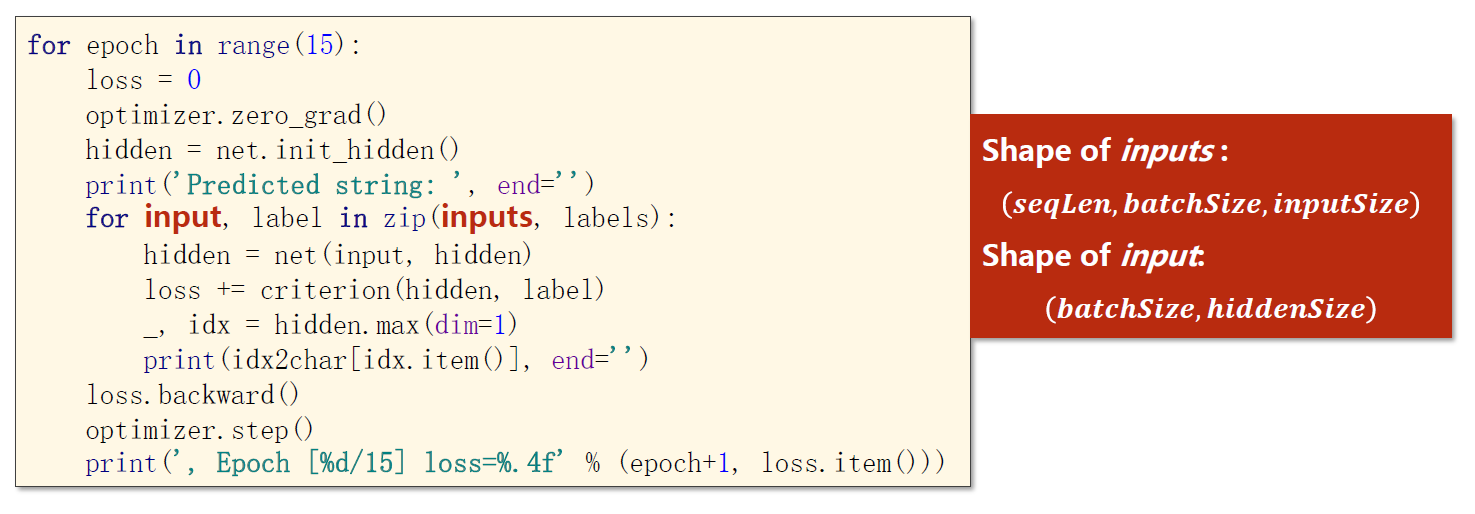 for epoch in range(15):
    loss = 0
    optimizer.zero_grad()
    hidden = net.init_hidden()
    print('Predicted string: ', end='')
    for input, label in zip(inputs, labels):
        hidden = net(input, hidden)
        loss += criterion(hidden, label)
        _, idx = hidden.max(dim=1)
        print(idx2char[idx.item()], end='')
    loss.backward()
    optimizer.step()
    print(', Epoch [%d/15] loss=%.4f' % (epoch+1, loss.item()))
Shape of inputs:
(seqLen, batchSize, inputSize)
Shape of input:
(batchSize, hiddenSize)